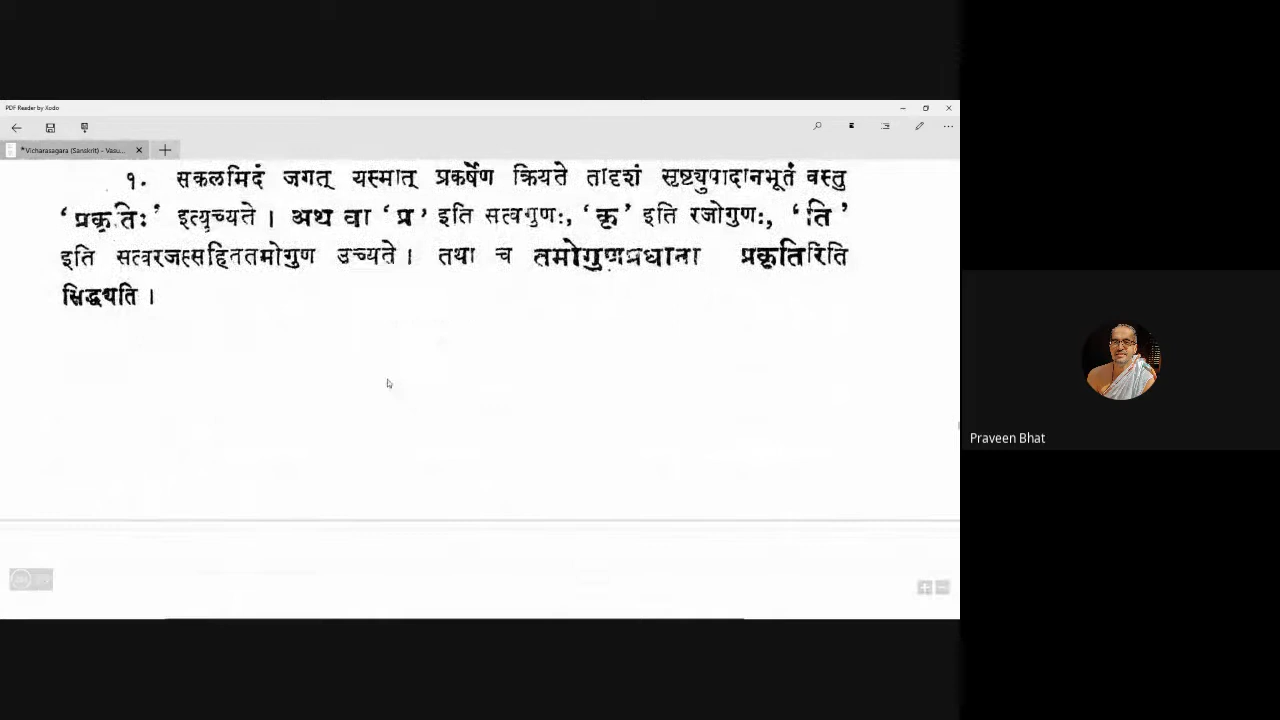 PDF Reader by Xodo
*Vicharasagara (Sanskrit) - Vasu...
१. सकलमिदं जगत् यस्मात् प्रकर्षेण क्रियते तादृशं सृष्ट्युपादानभूतं वस्तु
‘प्रकृतिः’ इत्युच्यते । अथ वा ‘प्र’ इति सत्वगुणः, ‘कृ’ इति रजोगुणः, ‘ति’
इति सत्वरजस्सहिततमोगुण उच्यते । तथा च तमोगुणप्रधाना प्रकृतिरिति
सिद्धयति ।
Praveen Bhat